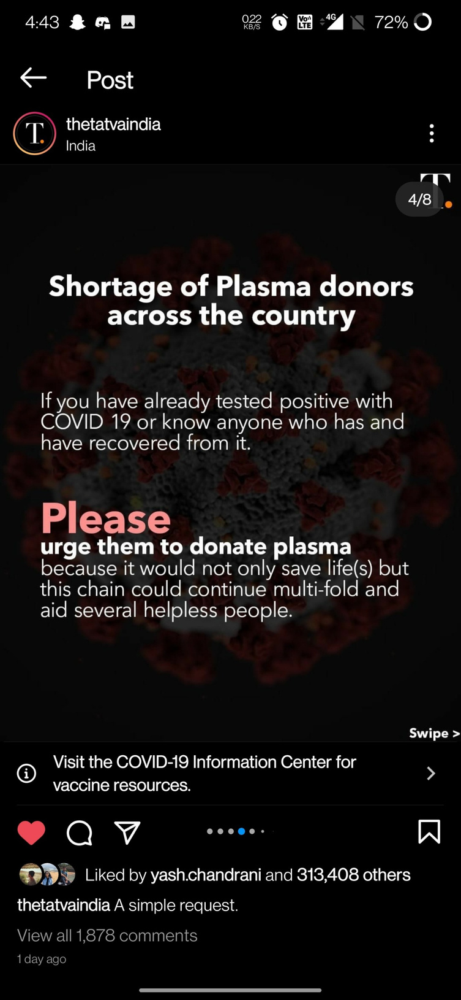 4:43
0.22
KB/S
Vo))
LTE
4G
72%
Post
T.
thetatvaindia
India
T.
4/8
Shortage of Plasma donors
across the country
If you have already tested positive with
COVID 19 or know anyone who has and
have recovered from it.
Please
urge them to donate plasma
because it would not only save life(s) but
this chain could continue multi-fold and
aid several helpless people.
Swipe >
Visit the COVID-19 Information Center for
vaccine resources.
Liked by yash.chandrani and 313,408 others
thetatvaindia A simple request.
View all 1,878 comments
1 day ago